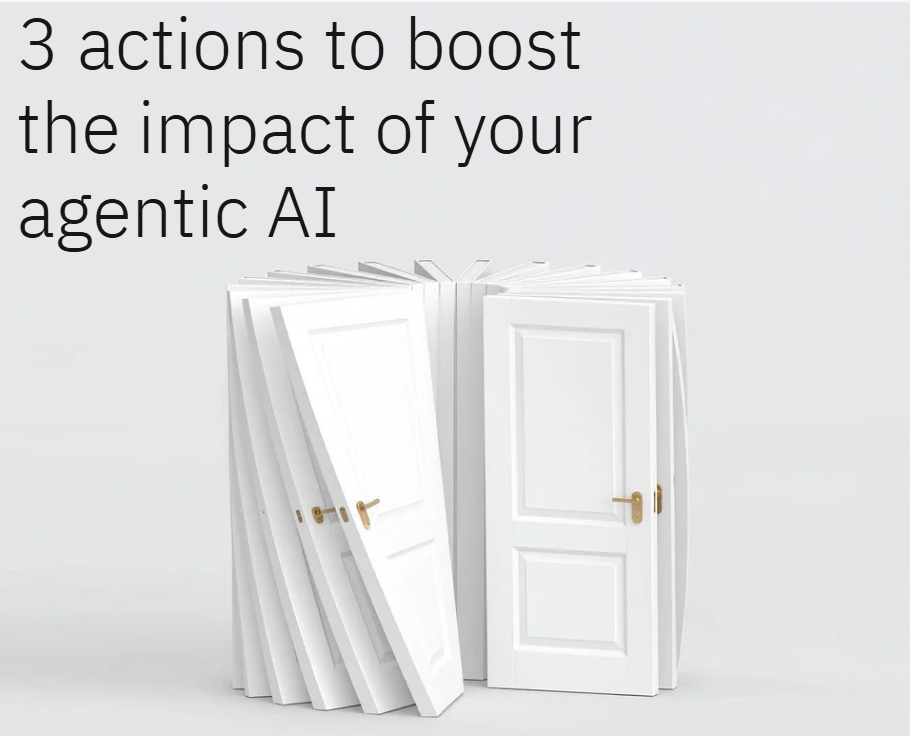 3 actions to boost
the impact of your
agentic AI